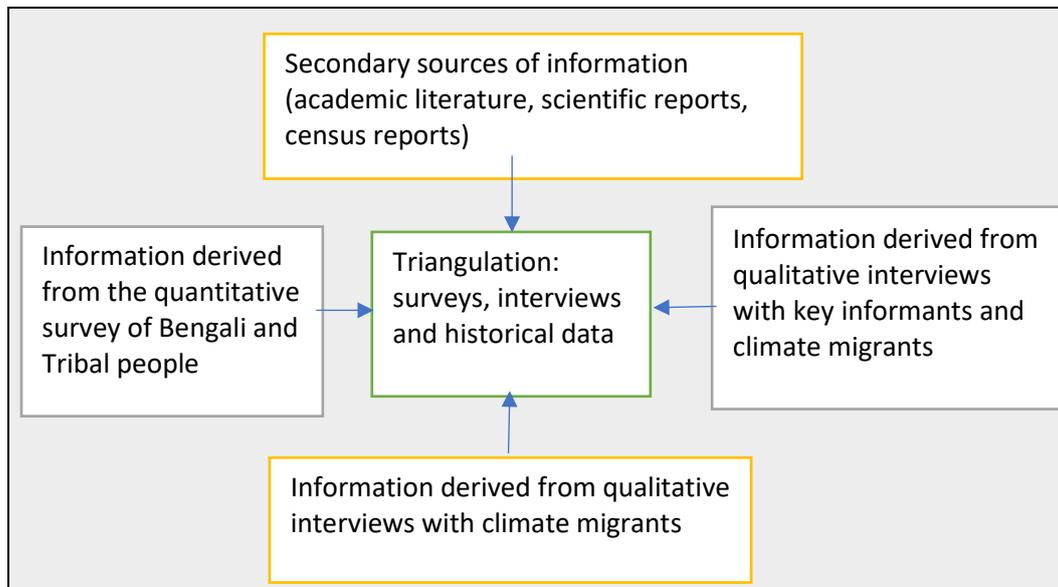 Secondary sources of information
(academic literature, scientific reports,
census reports)
Information derived
from the quantitative
survey of Bengali and
Tribal people
Triangulation:
surveys, interviews
and historical data
Information derived from
qualitative interviews
with key informants and
climate migrants
Information derived from qualitative
interviews with climate migrants